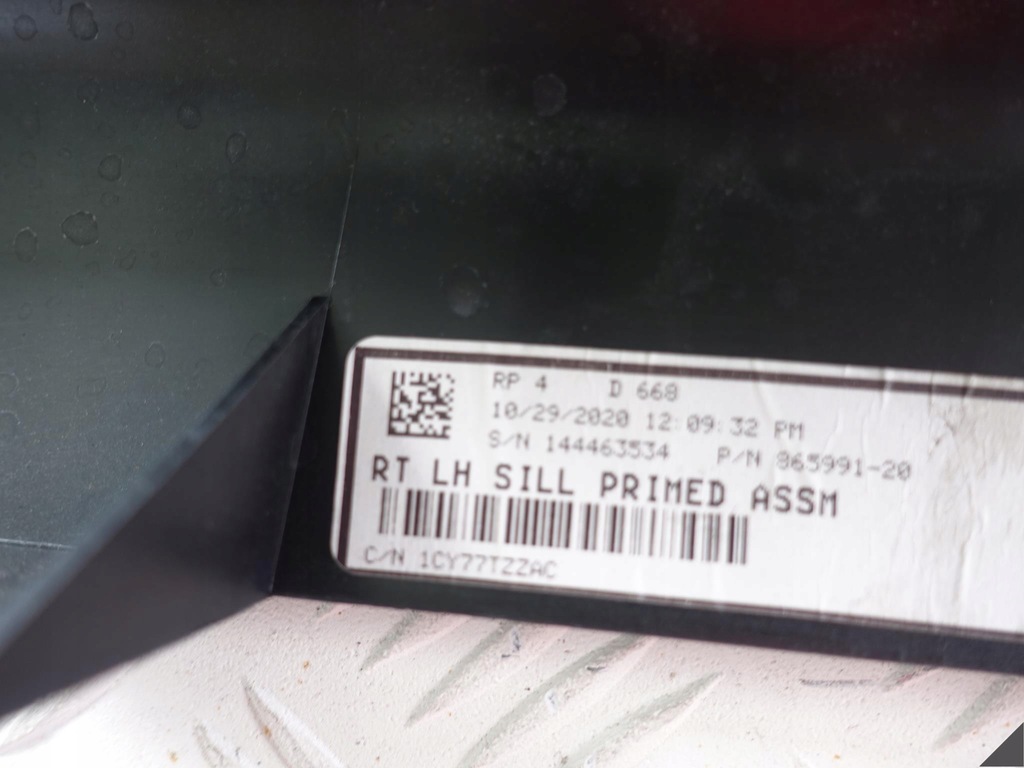 RP 4 D 668
10/29/2020 12:09:32 PM
S/N 144463534 P/N 865991-20
RT LH SILL PRIMED ASSM
C/N 1CY77TZZAC